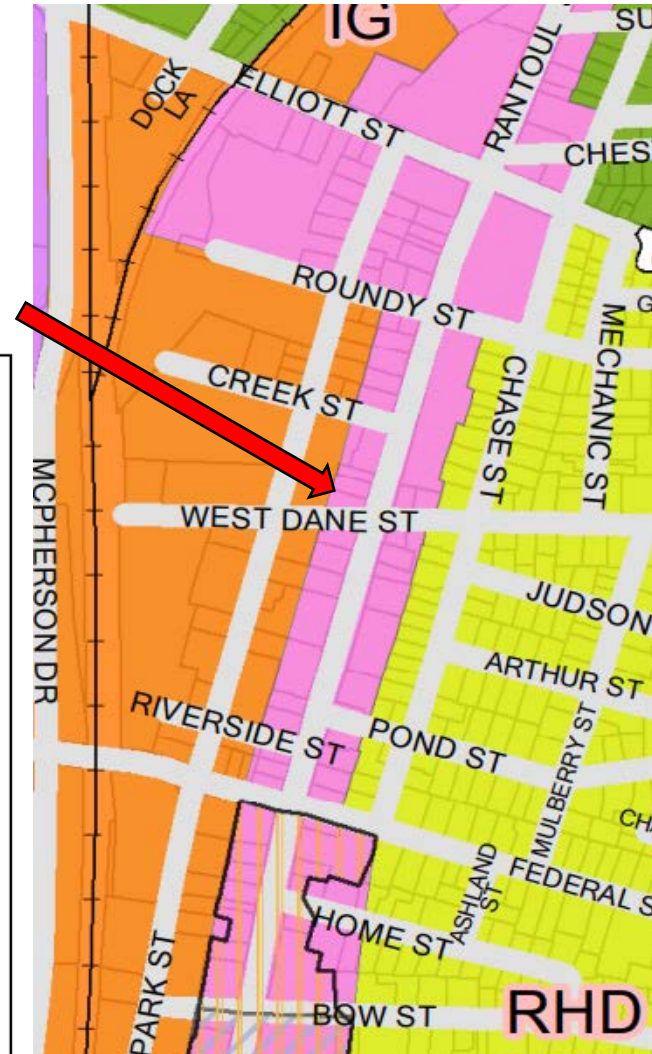 IG
SU
DOCK
LA
ELLIOTT ST
RANTOUL
CHES
ROUNDY ST
G
CREEK ST
CHASE ST
MECHANIC ST
MCPHERSON DR
WEST DANE ST
JUDSON
ARTHUR ST
RIVERSIDE ST
POND ST
MULBERRY ST
CHA
ASHLAND
ST
FEDERAL S
HOME ST
PARK ST
BOW ST
RHD